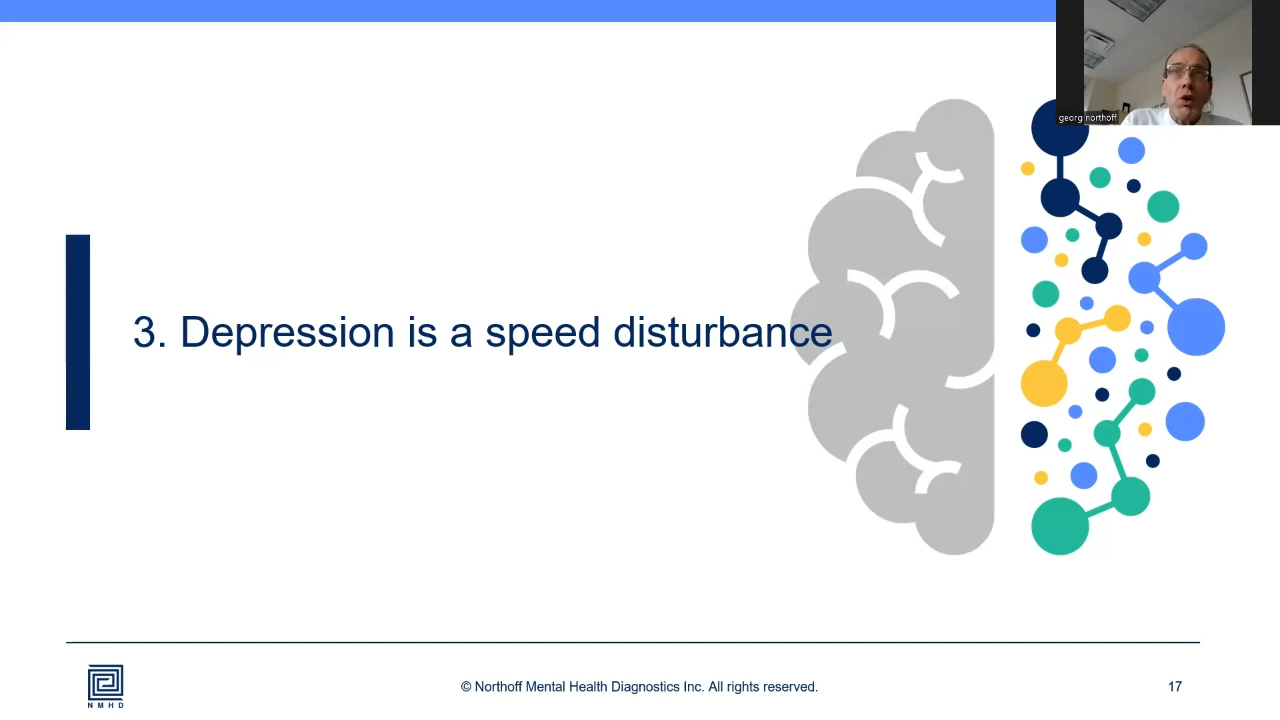 georg northoff
3. Depression is a speed disturbance
NMHD
© Northoff Mental Health Diagnostics Inc. All rights reserved.
17